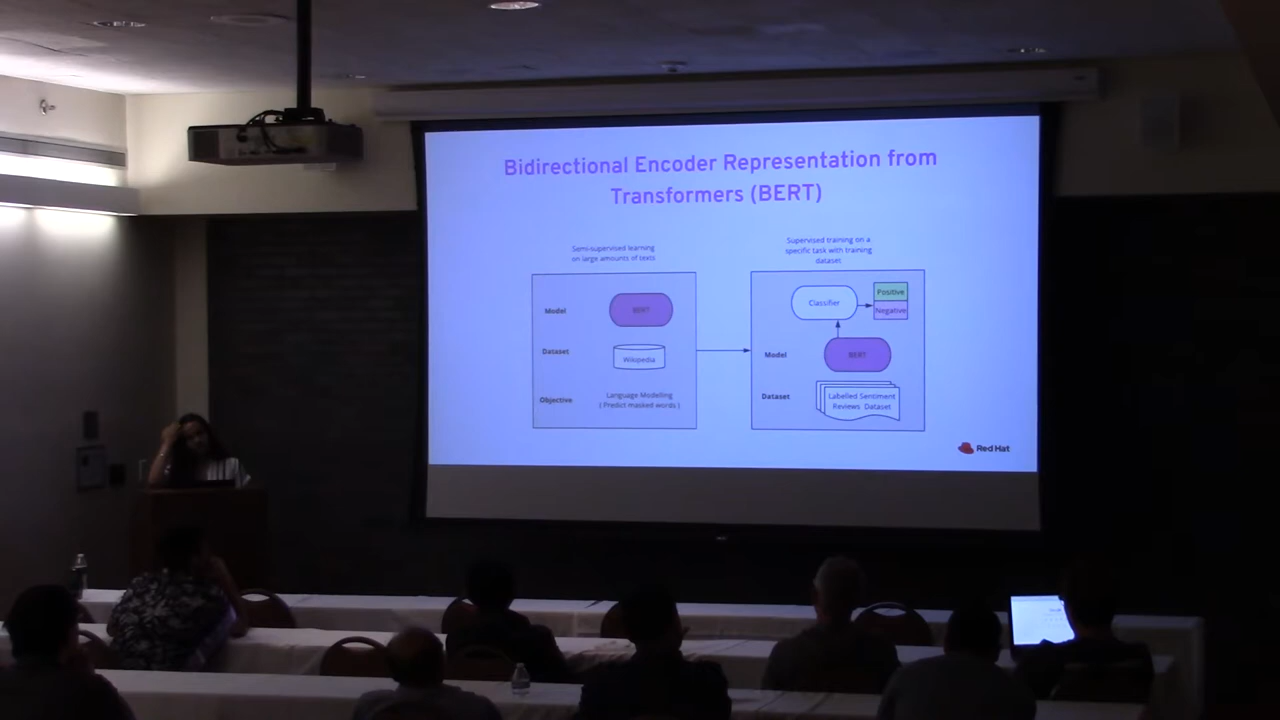 Bidirectional Encoder Representation from
Transformers (BERT)
Semi-supervised learning
on large amounts of texts
Model
BERT
Dataset
Wikipedia
Objective
Language Modelling
( Predict masked words )
Supervised training on a
specific task with training
dataset
Classifier
Positive
Negative
Model
BERT
Dataset
Labelled Sentiment
Reviews Dataset
Red Hat